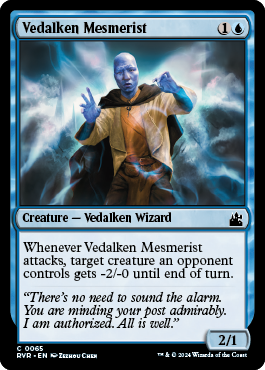 Vedalken Mesmerist 1
Creature — Vedalken Wizard
Whenever Vedalken Mesmerist
attacks, target creature an opponent
controls gets -2/-0 until end of turn.
“There’s no need to sound the alarm.
You are minding your post admirably.
I am authorized. All is well.”
2/1
C 0065
RVR • EN Zezhou Chen
™ & © 2024 Wizards of the Coast